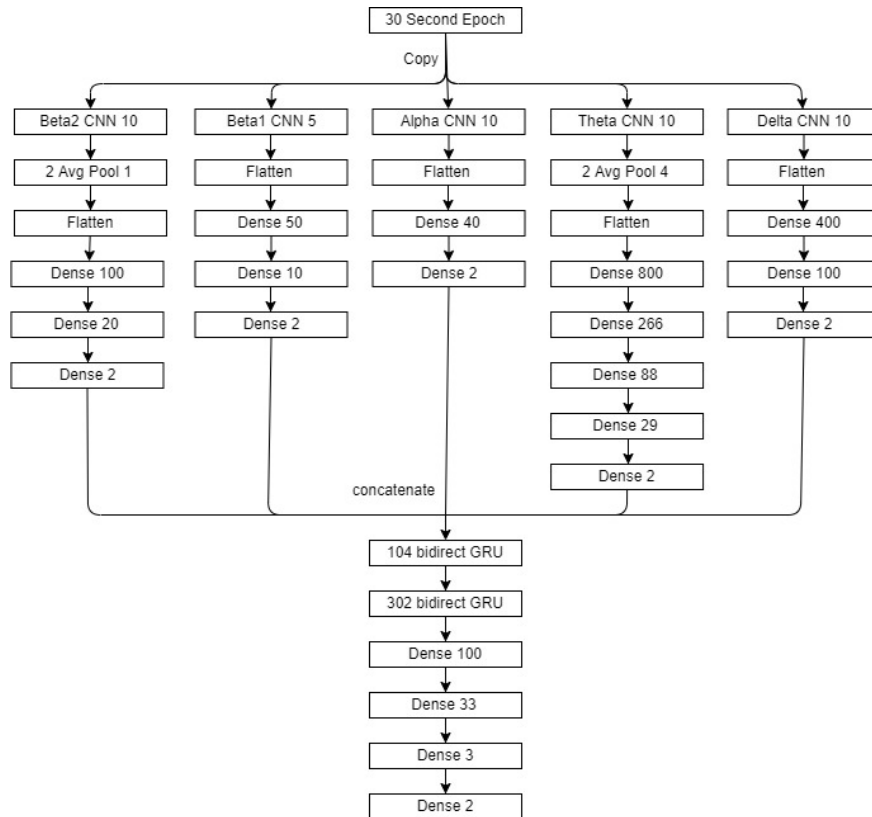 30 Second Epoch
Copy
Beta2 CNN 10
Beta1 CNN 5
Alpha CNN 10
Theta CNN 10
Delta CNN 10
2 Avg Pool 1
Flatten
Flatten
2 Avg Pool 4
Flatten
Flatten
Dense 50
Dense 40
Flatten
Dense 400
Dense 100
Dense 10
Dense 2
Dense 800
Dense 100
Dense 20
Dense 2
Dense 266
Dense 2
Dense 2
Dense 88
Dense 29
Dense 2
concatenate
104 bidirect GRU
302 bidirect GRU
Dense 100
Dense 33
Dense 3
Dense 2